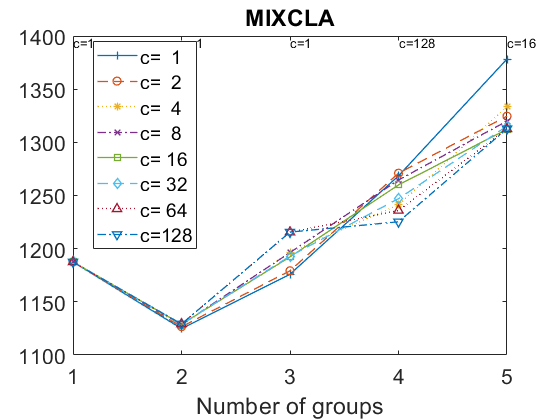 MIXCLA
c=1
1
c=1
c=128
c=16
1400
1350
1300
1250
1200
1150
1100
c= 1
c= 2
c= 4
c= 8
c= 16
c= 32
c= 64
c=128
1 2 3 4 5
Number of groups